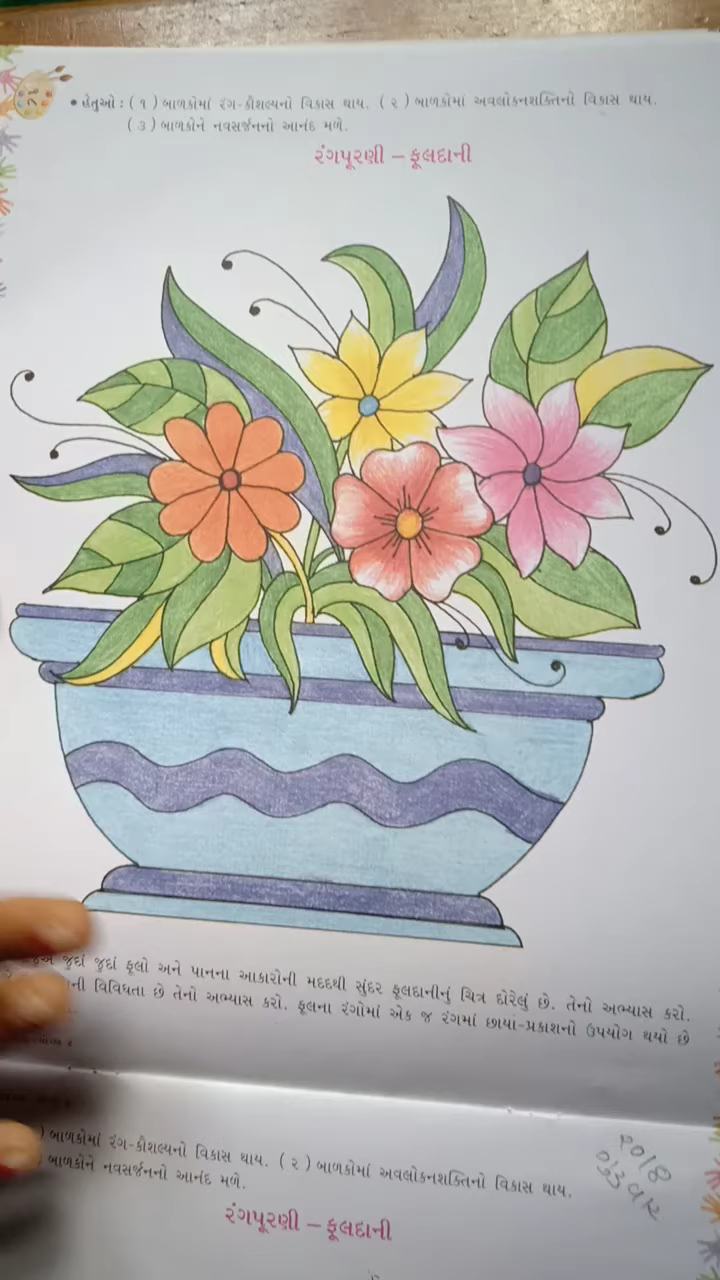 • હેતુઓ : ( ૧ ) બાળકોમાં રંગ-કૌશલ્યનો વિકાસ થાય. ( ૨ ) બાળકોમાં અવલોકનશક્તિનો વિકાસ થાય.
( ૩ ) બાળકોને નવસર્જનનો આનંદ મળે.
રંગપૂરણી – ફૂલદાની
જુદાં જુદાં ફૂલો અને પાનના આકારોની મદદથી સુંદર ફૂલદાનીનું ચિત્ર દોરેલું છે. તેનો અભ્યાસ કરો.
વિવિધતા છે તેનો અભ્યાસ કરો. ફૂલના રંગોમાં એક જ રંગમાં છાયા-પ્રકાશનો ઉપયોગ થયો છે
) બાળકોમાં રંગ-કૌશલ્યનો વિકાસ થાય. ( ૨ ) બાળકોમાં અવલોકનશક્તિનો વિકાસ થાય.
બાળકોને નવસર્જનનો આનંદ મળે.
રંગપૂરણી – ફૂલદાની